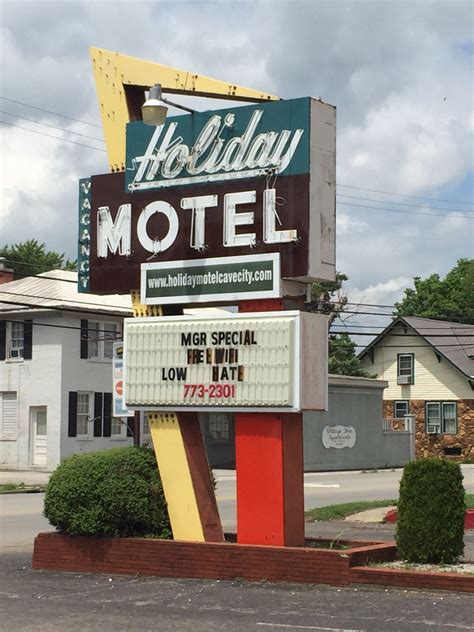 Holiday
VACANCY
MOTEL
www.holidaymotelcavecity.com
MGR SPECIAL
FREE WIFI
LOW RATE
773-2301